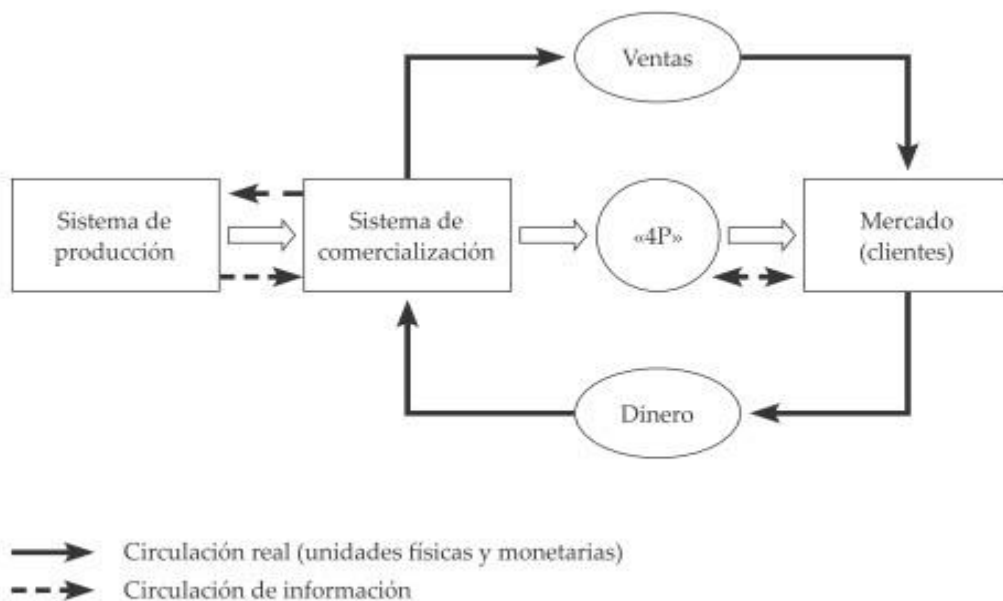 Ventas
Sistema de
producción
Sistema de
comercialización
«4P»
Mercado
(clientes)
Dinero
Circulación real (unidades físicas y monetarias)
Circulación de información